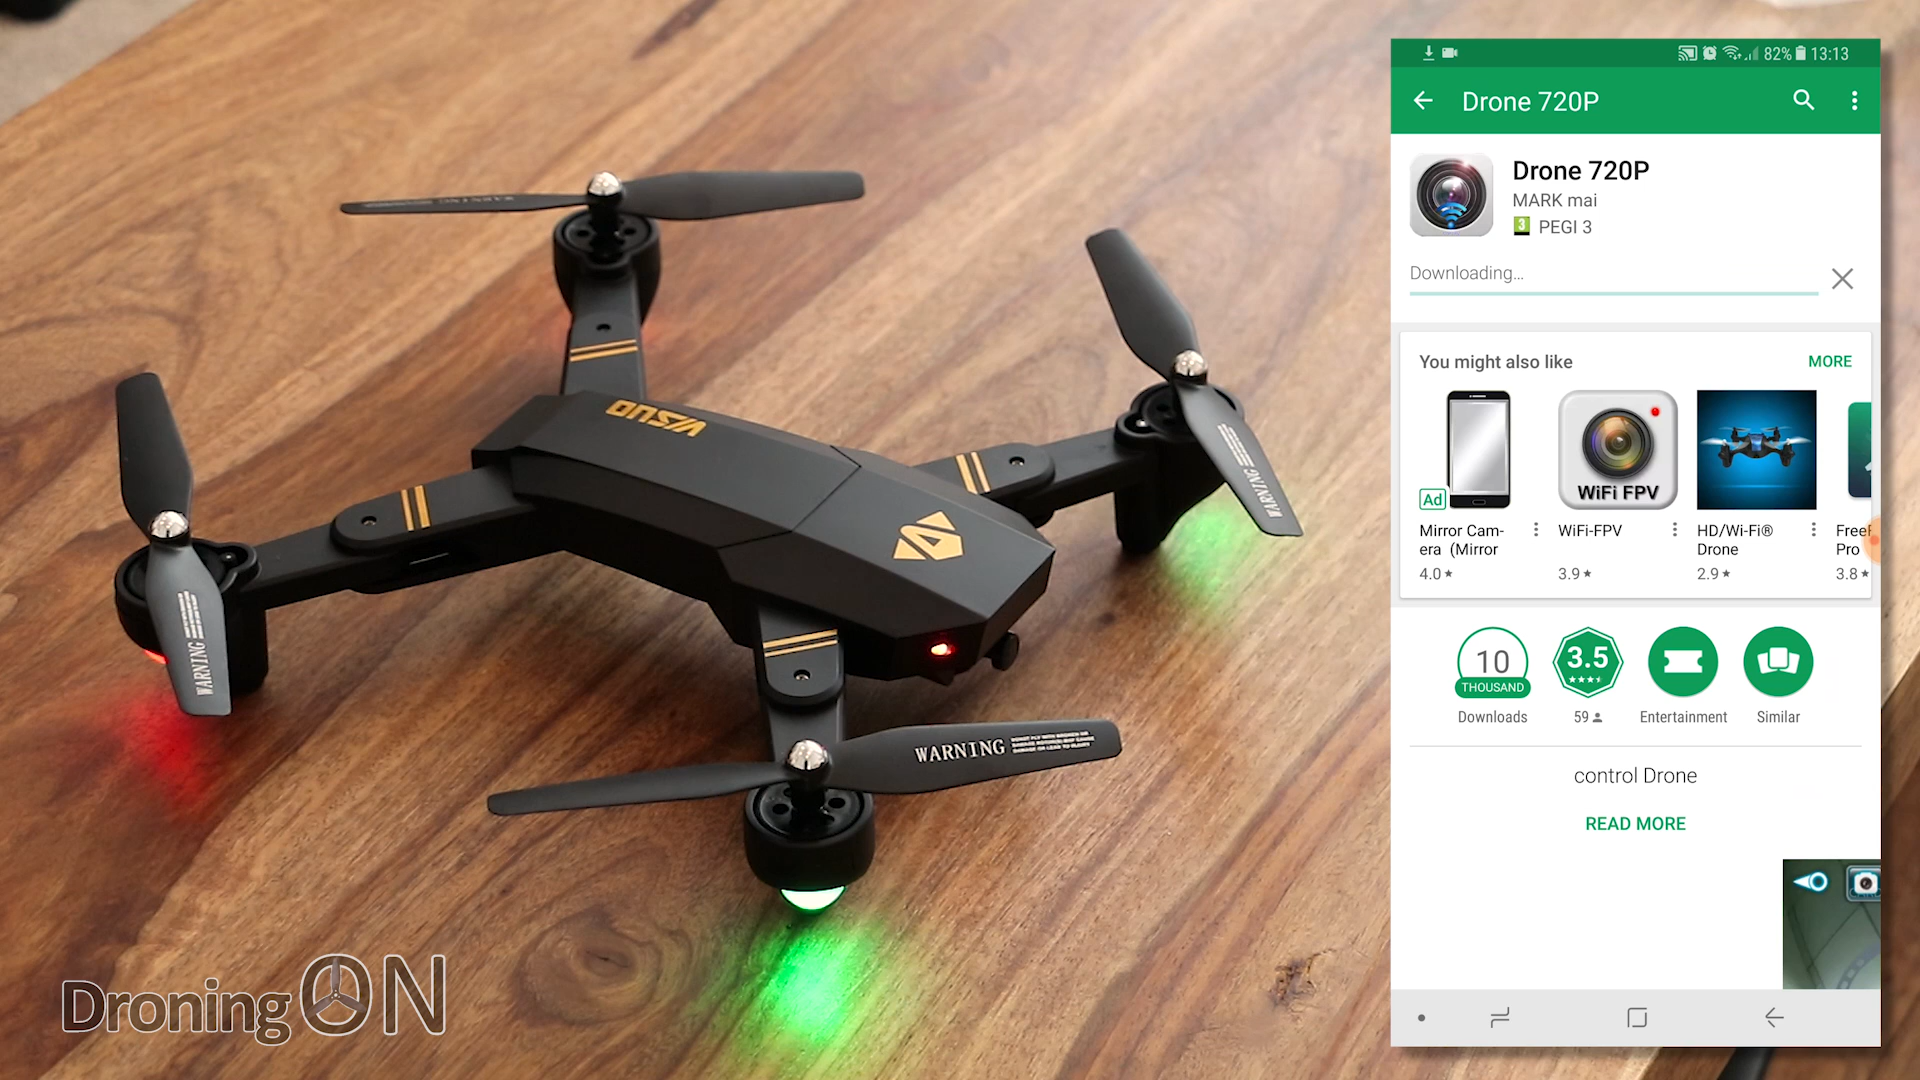 VISUO
WARNING
WARNING
WARNING
DroningON
82% 13:13
Drone 720P
Drone 720P
MARK mai
3 PEGI 3
Downloading...
You might also like
MORE
WiFi FPV
Ad
Mirror Cam-
era (Mirror
4.0★
WiFi-FPV
3.9★
HD/Wi-Fi®
Drone
2.9★
Pro
3.8★
10
THOUSAND
Downloads
3.5
59
Entertainment
Similar
control Drone
READ MORE